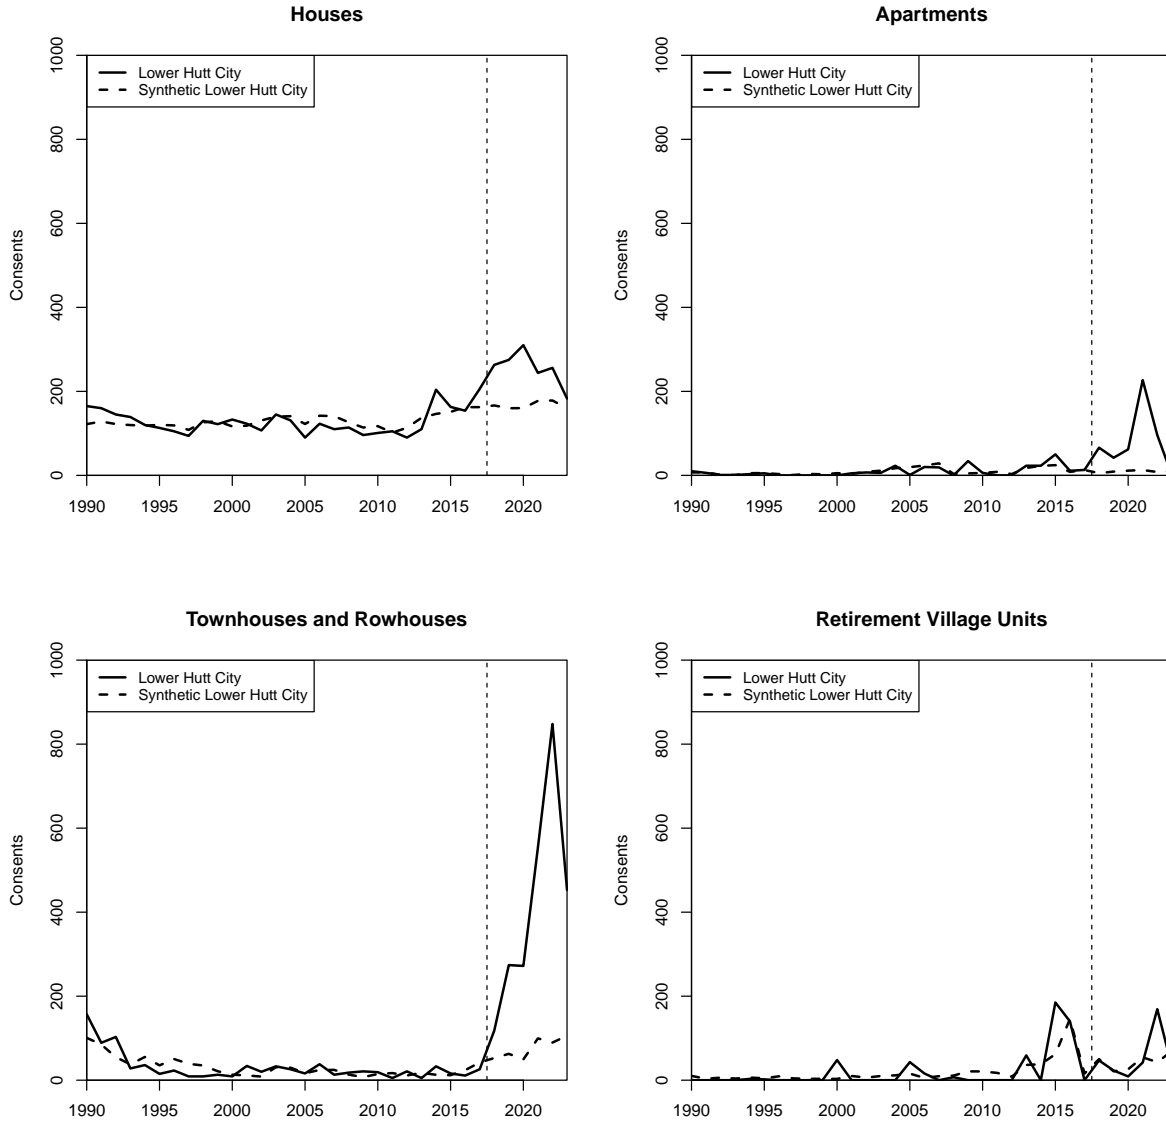 Houses
Lower Hutt City
Synthetic Lower Hutt City
Consents
1000
800
600
400
200
0
1990 1995 2000 2005 2010 2015 2020
Apartments
Lower Hutt City
Synthetic Lower Hutt City
Consents
1000
800
600
400
200
0
1990 1995 2000 2005 2010 2015 2020
Townhouses and Rowhouses
Lower Hutt City
Synthetic Lower Hutt City
Consents
1000
800
600
400
200
0
1990 1995 2000 2005 2010 2015 2020
Retirement Village Units
Lower Hutt City
Synthetic Lower Hutt City
Consents
1000
800
600
400
200
0
1990 1995 2000 2005 2010 2015 2020